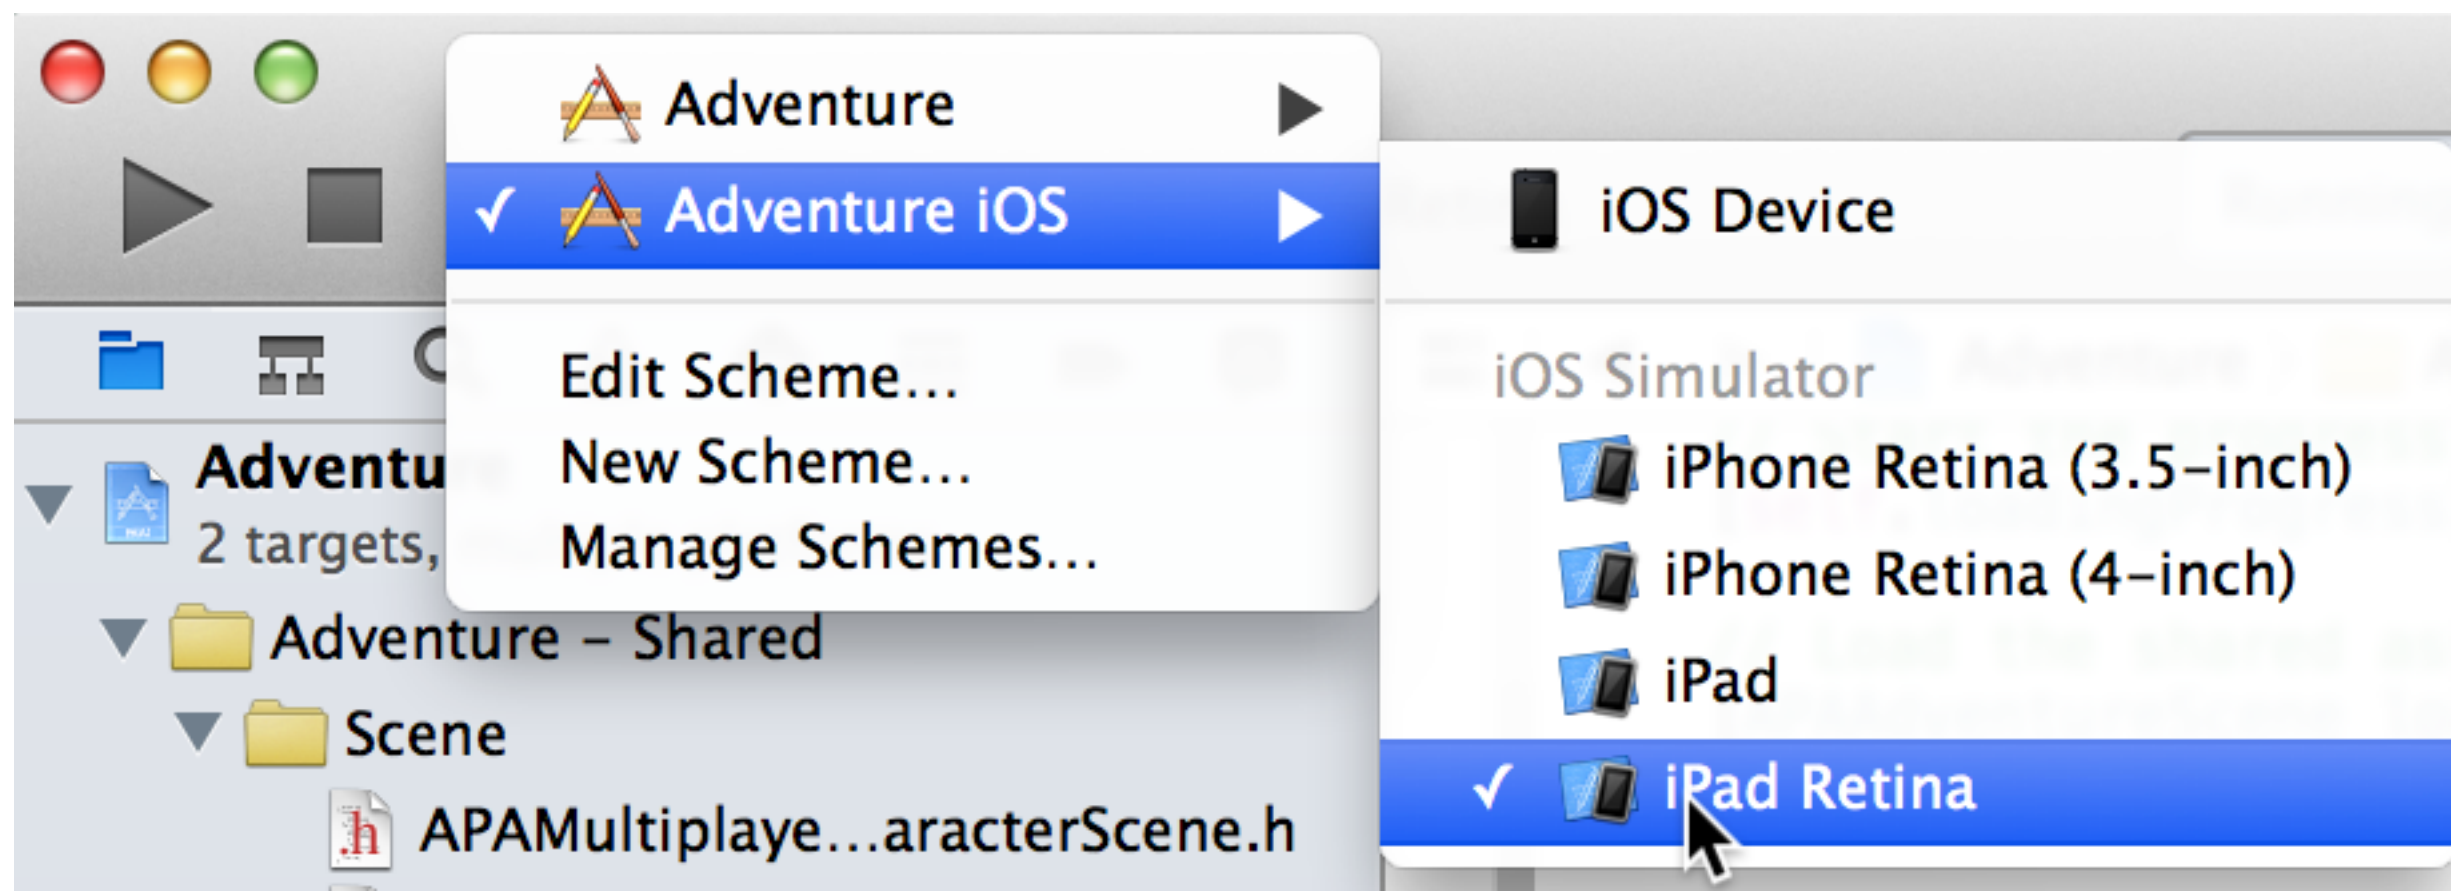 Adventure
Adventure iOS
Edit Scheme...
New Scheme...
Manage Schemes...
iOS Device
iOS Simulator
iPhone Retina (3.5-inch)
iPhone Retina (4-inch)
iPad
iPad Retina
Adventu
2 targets,
Adventure - Shared
Scene
APAMultiplaye...aracterScene.h